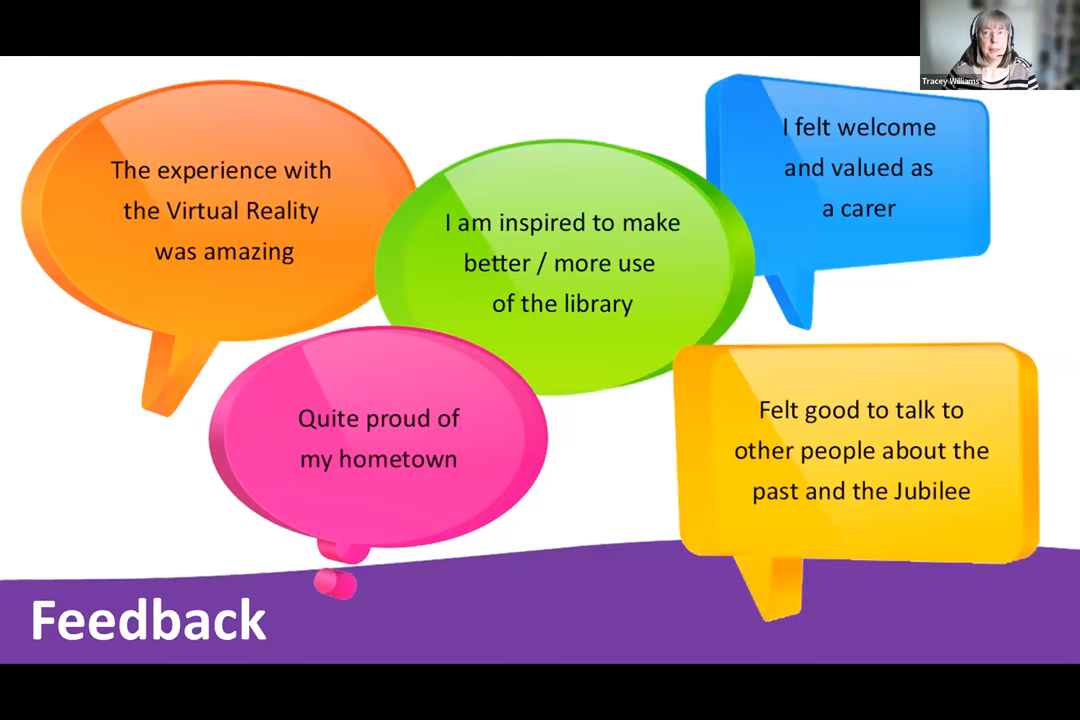 Tracey Williams
The experience with
the Virtual Reality
was amazing
I am inspired to make
better / more use
of the library
I felt welcome
and valued as
a carer
Quite proud of
my hometown
Felt good to talk to
other people about the
past and the Jubilee
Feedback